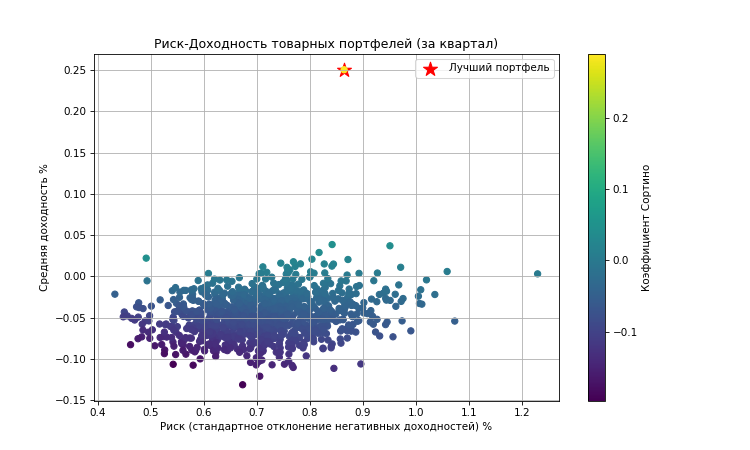 Риск-Доходность товарных портфелей (за квартал)
Лучший портфель
Средняя доходность %
0.25
0.20
0.15
0.10
0.05
0.00
−0.05
−0.10
−0.15
0.4 0.5 0.6 0.7 0.8 0.9 1.0 1.1 1.2
Риск (стандартное отклонение негативных доходностей) %
0.2
0.1
0.0
−0.1
Коэффициент Сортино